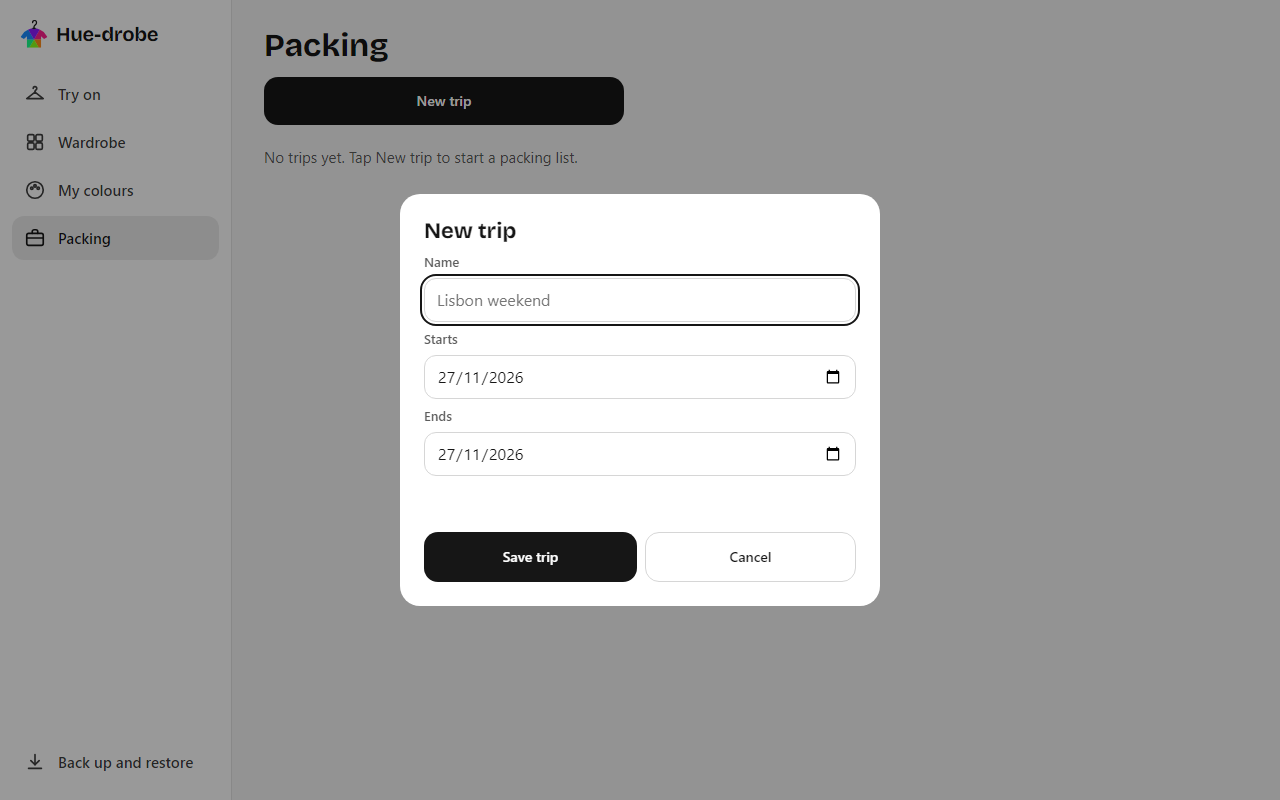 Hue-drobe
Try on
Wardrobe
My colours
Packing
Back up and restore
Packing
New trip
No trips yet. Tap New trip to start a packing list.
New trip
Name
Lisbon weekend
Starts
27/11/2026
Ends
27/11/2026
Save trip
Cancel